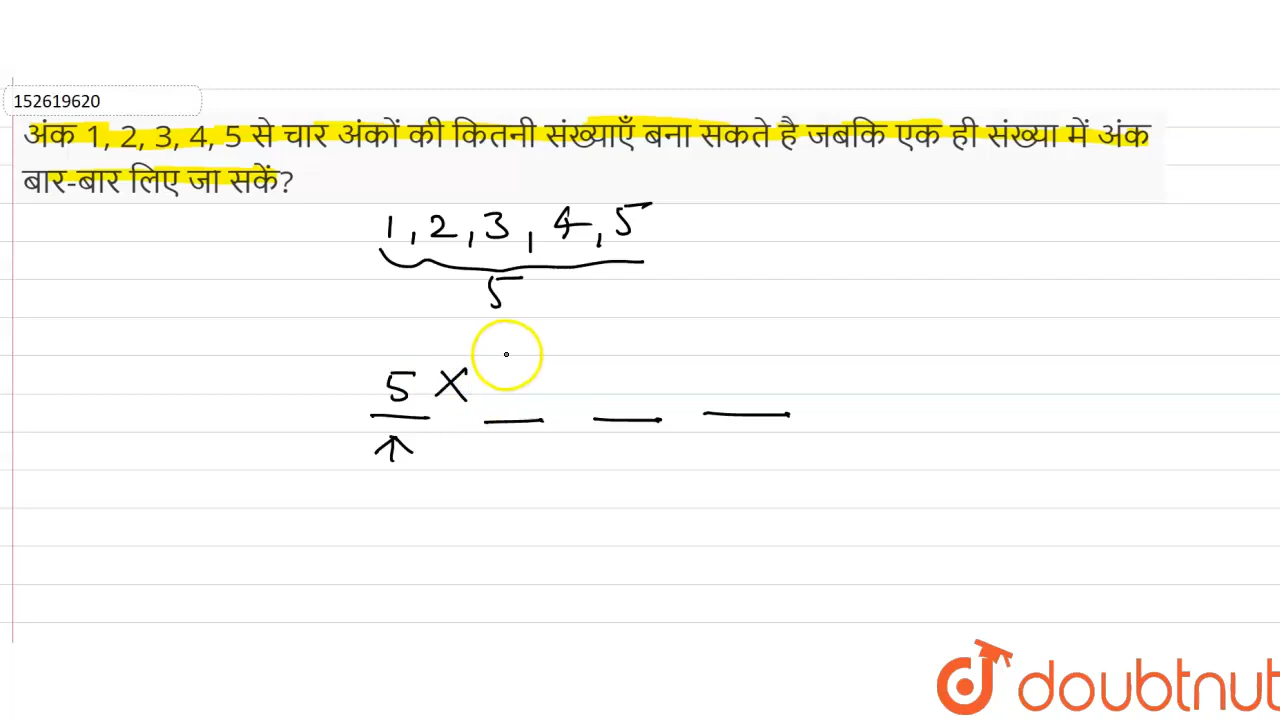 152619620
अंक 1, 2, 3, 4, 5 से चार अंकों की कितनी संख्याएँ बना सकते है जबकि एक ही संख्या में अंक
बार-बार लिए जा सकें?
1, 2, 3, 4, 5
5
5 ×
doubtnut